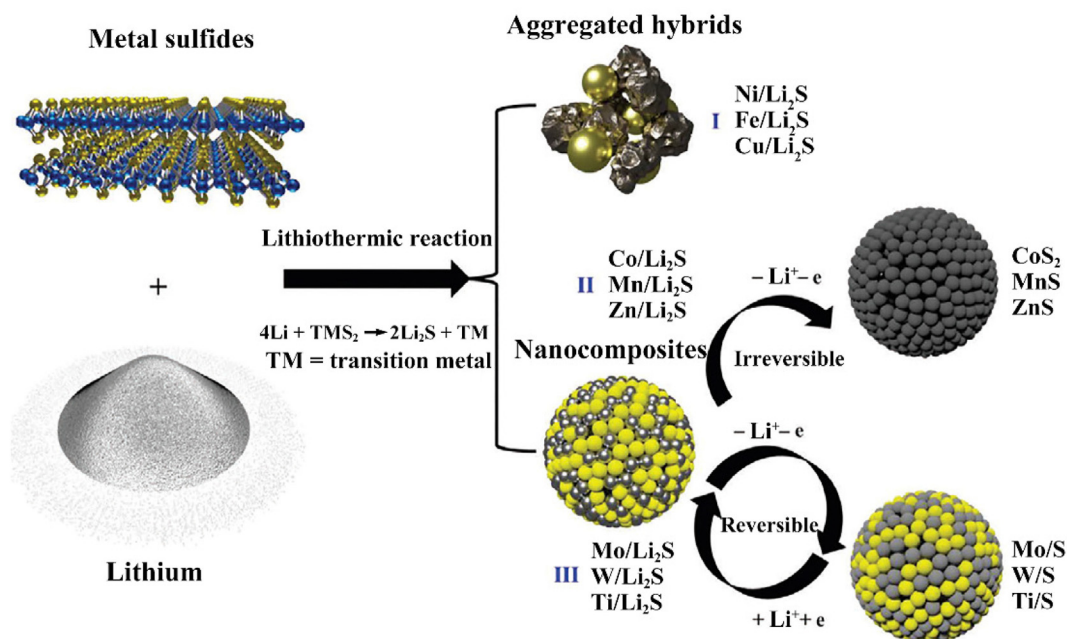 Metal sulfides
+
Lithium
Lithiothermic reaction
4Li + TMS₂ → 2Li₂S + TM
TM = transition metal
Aggregated hybrids
I
Ni/Li₂S
Fe/Li₂S
Cu/Li₂S
II
Co/Li₂S
Mn/Li₂S
Zn/Li₂S
Nanocomposites
III
Mo/Li₂S
W/Li₂S
Ti/Li₂S
– Li⁺– e
Irreversible
CoS₂
MnS
ZnS
– Li⁺– e
Reversible
+ Li⁺+ e
Mo/S
W/S
Ti/S